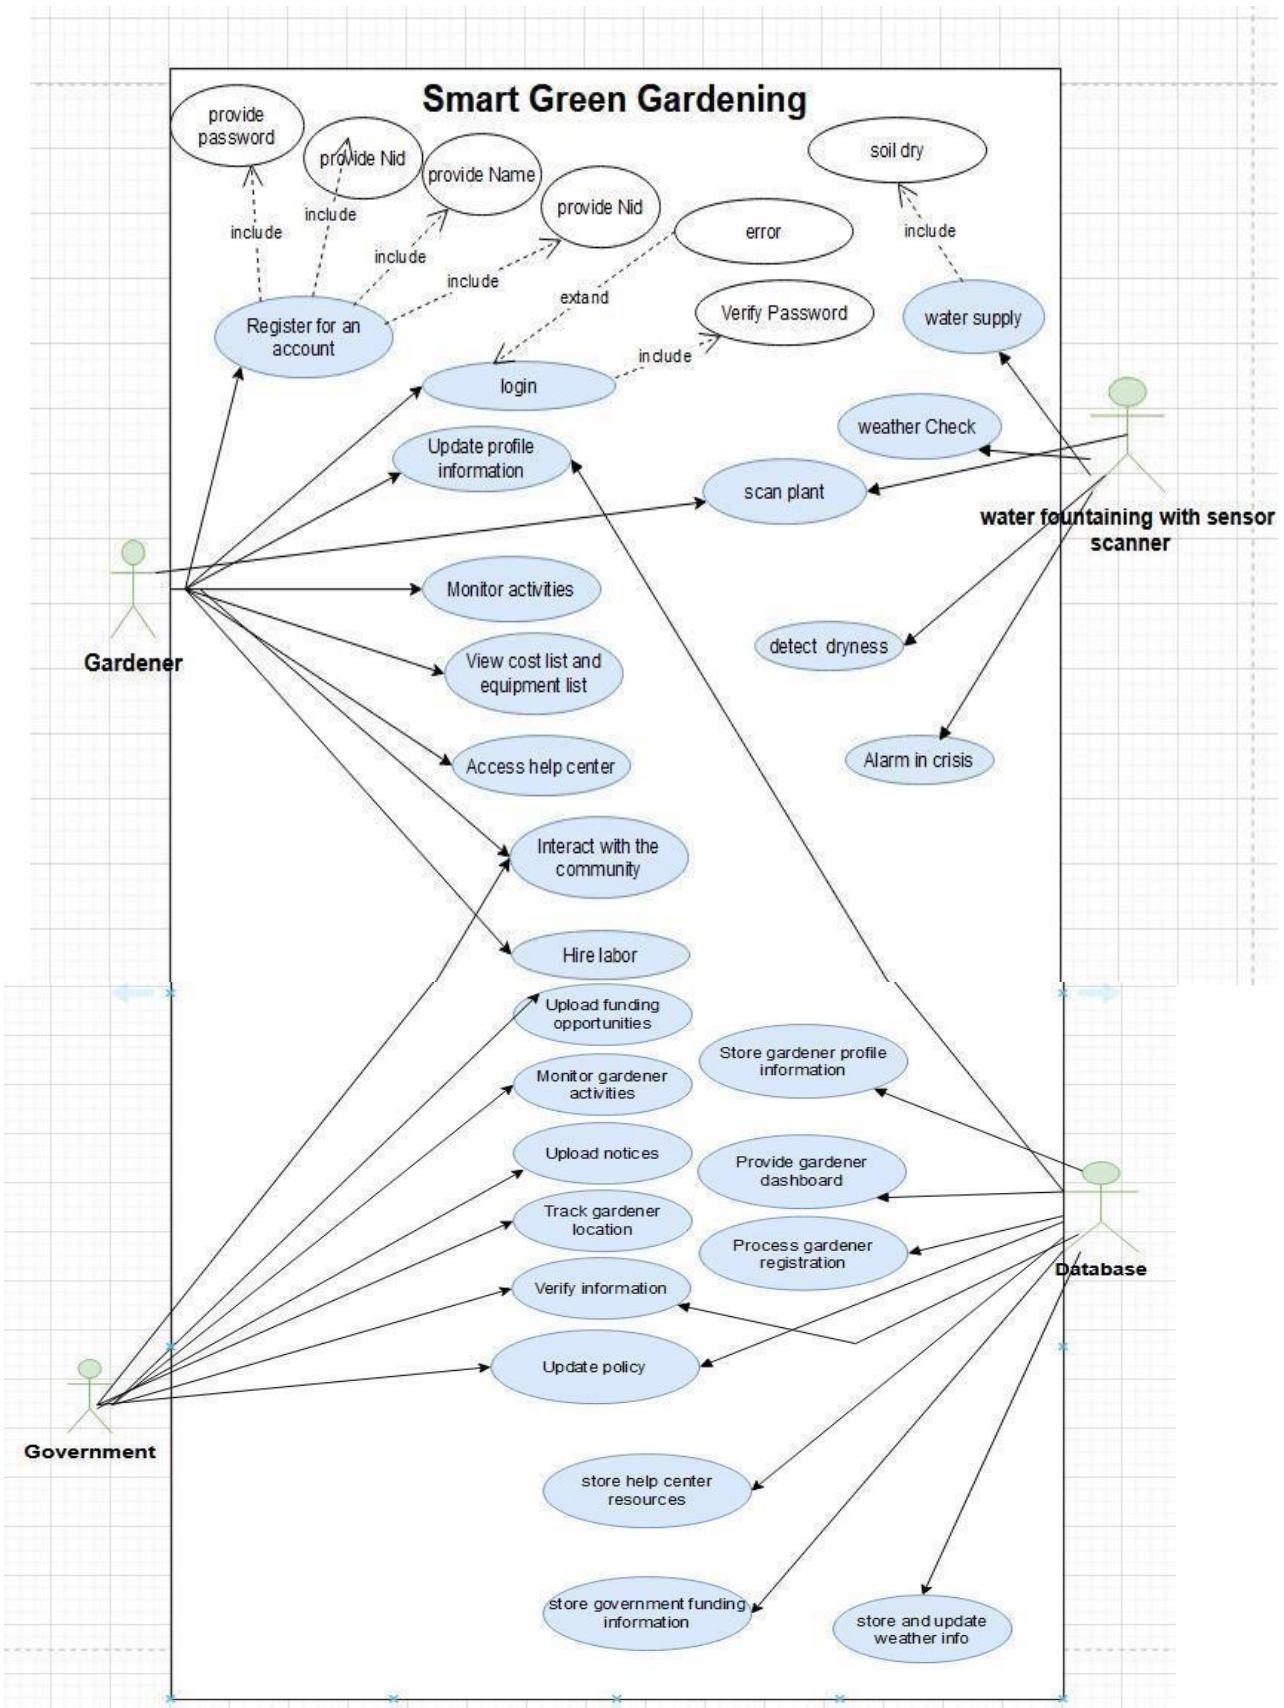 Smart Green Gardening
provide
password
provide Nid
provide Name
provide Nid
soil dry
error
include
include
include
include
include
extand
Verify Password
include
Register for an
account
water supply
login
weather Check
Update profile
information
scan plant
water fountaining with sensor
scanner
Gardener
Monitor activities
detect dryness
View cost list and
equipment list
Access help center
Alarm in crisis
Interact with the
community
Hire labor
Upload funding
opportunities
Store gardener profile
information
Monitor gardener
activities
Upload notices
Provide gardener
dashboard
Track gardener
location
Process gardener
registration
Database
Verify information
Update policy
Government
store help center
resources
store government funding
information
store and update
weather info